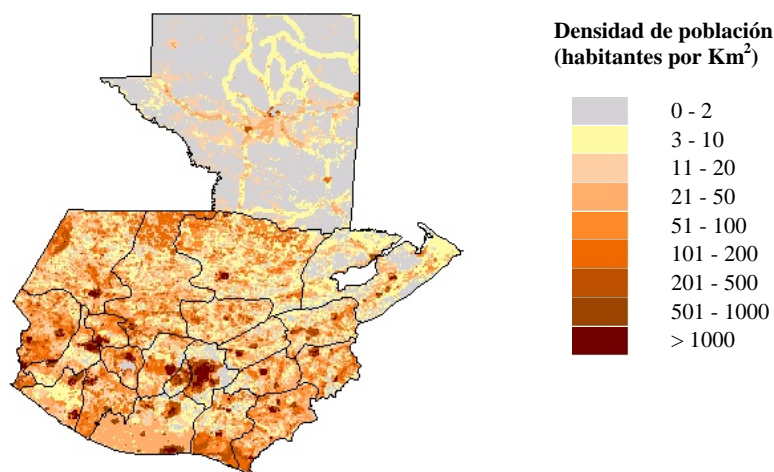 Densidad de población
(habitantes por Km²)
0 - 2
3 - 10
11 - 20
21 - 50
51 - 100
101 - 200
201 - 500
501 - 1000
> 1000